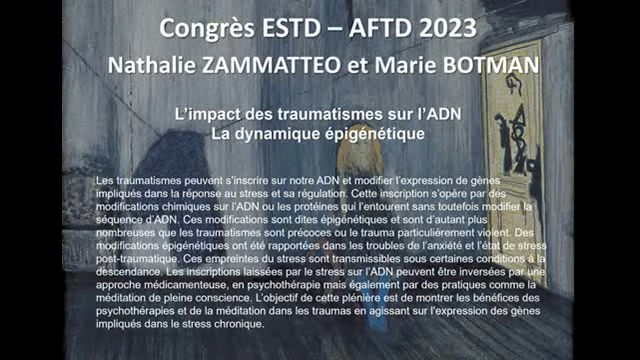 Congrès ESTD – AFTD 2023
Nathalie ZAMMATTEO et Marie BOTMAN
L’impact des traumatismes sur l’ADN
La dynamique épigénétique
Les traumatismes peuvent s’inscrire sur notre ADN et modifier l’expression de gènes
impliqués dans la réponse au stress et sa régulation. Cette inscription s’opère par des
modifications chimiques sur l’ADN ou les protéines qui l’entourent sans toutefois modifier la
séquence d’ADN. Ces modifications sont dites épigénétiques et sont d’autant plus
nombreuses que les traumatismes sont précoces ou le trauma particulièrement violent. Des
modifications épigénétiques ont été rapportées dans les troubles de l’anxiété et l’état de stress
post-traumatique. Ces empreintes du stress sont transmissibles sous certaines conditions à la
descendance. Les inscriptions laissées par le stress sur l’ADN peuvent être inversées par une
approche médicamenteuse, en psychothérapie mais également par des pratiques comme la
méditation de pleine conscience. L’objectif de cette plénière est de montrer les bénéfices des
psychothérapies et de la méditation dans les traumas en agissant sur l’expression des gènes
impliqués dans le stress chronique.